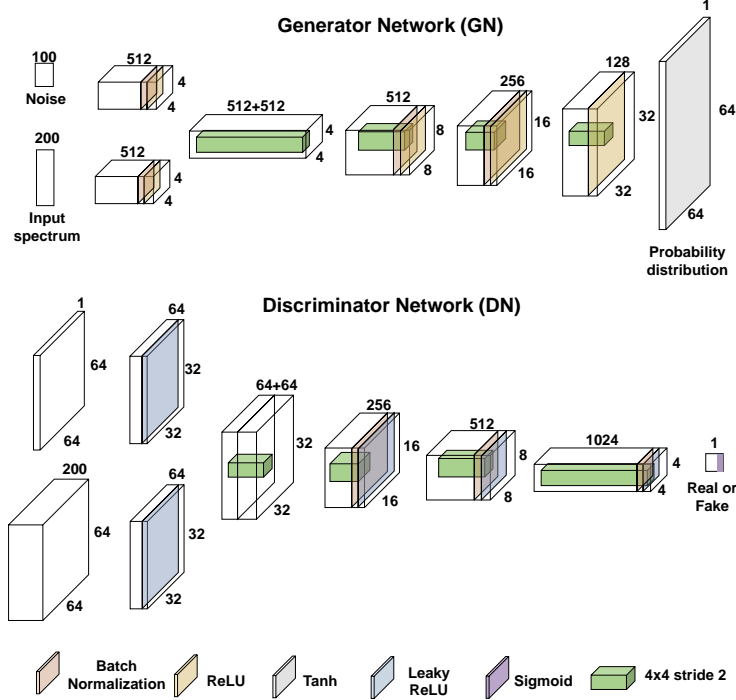 Generator Network (GN)
1
100
Noise
512
4
4
512+512
4
4
512
8
8
256
16
16
128
32
32
64
64
Probability
distribution
200
Input
spectrum
512
4
4
Discriminator Network (DN)
1
64
64
64
32
32
64+64
32
32
256
16
16
512
8
8
1024
4
4
1
Real or
Fake
200
64
64
64
32
32
Batch
Normalization
ReLU
Tanh
Leaky
ReLU
Sigmoid
4x4 stride 2